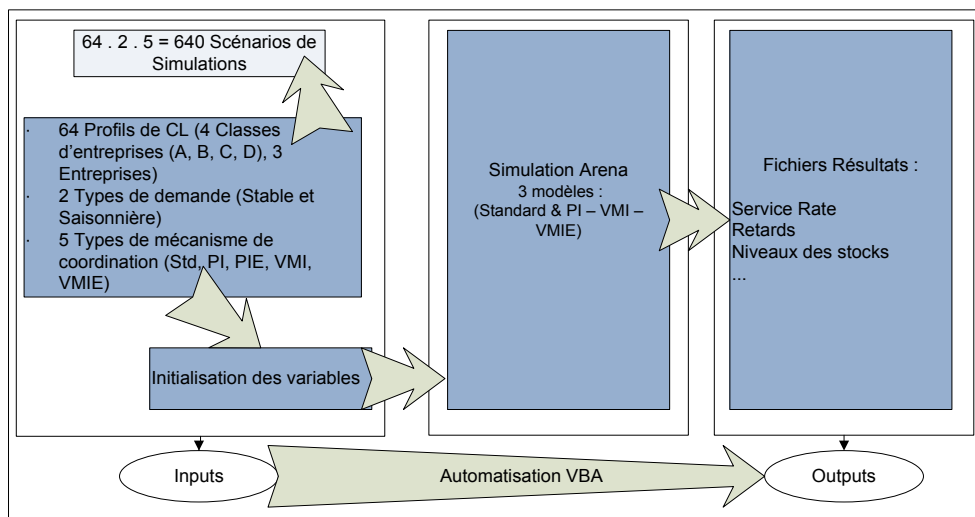 64 . 2 . 5 = 640 Scénarios de
Simulations
· 64 Profils de CL (4 Classes
d'entreprises (A, B, C, D), 3
Entreprises)
· 2 Types de demande (Stable et
Saisonnière)
· 5 Types de mécanisme de
coordination (Std, PI, PIE, VMI,
VMIE)
Initialisation des variables
Simulation Arena
3 modèles :
(Standard & PI – VMI –
VMIE)
Fichiers Résultats :
Service Rate
Retards
Niveaux des stocks
...
Inputs
Automatisation VBA
Outputs